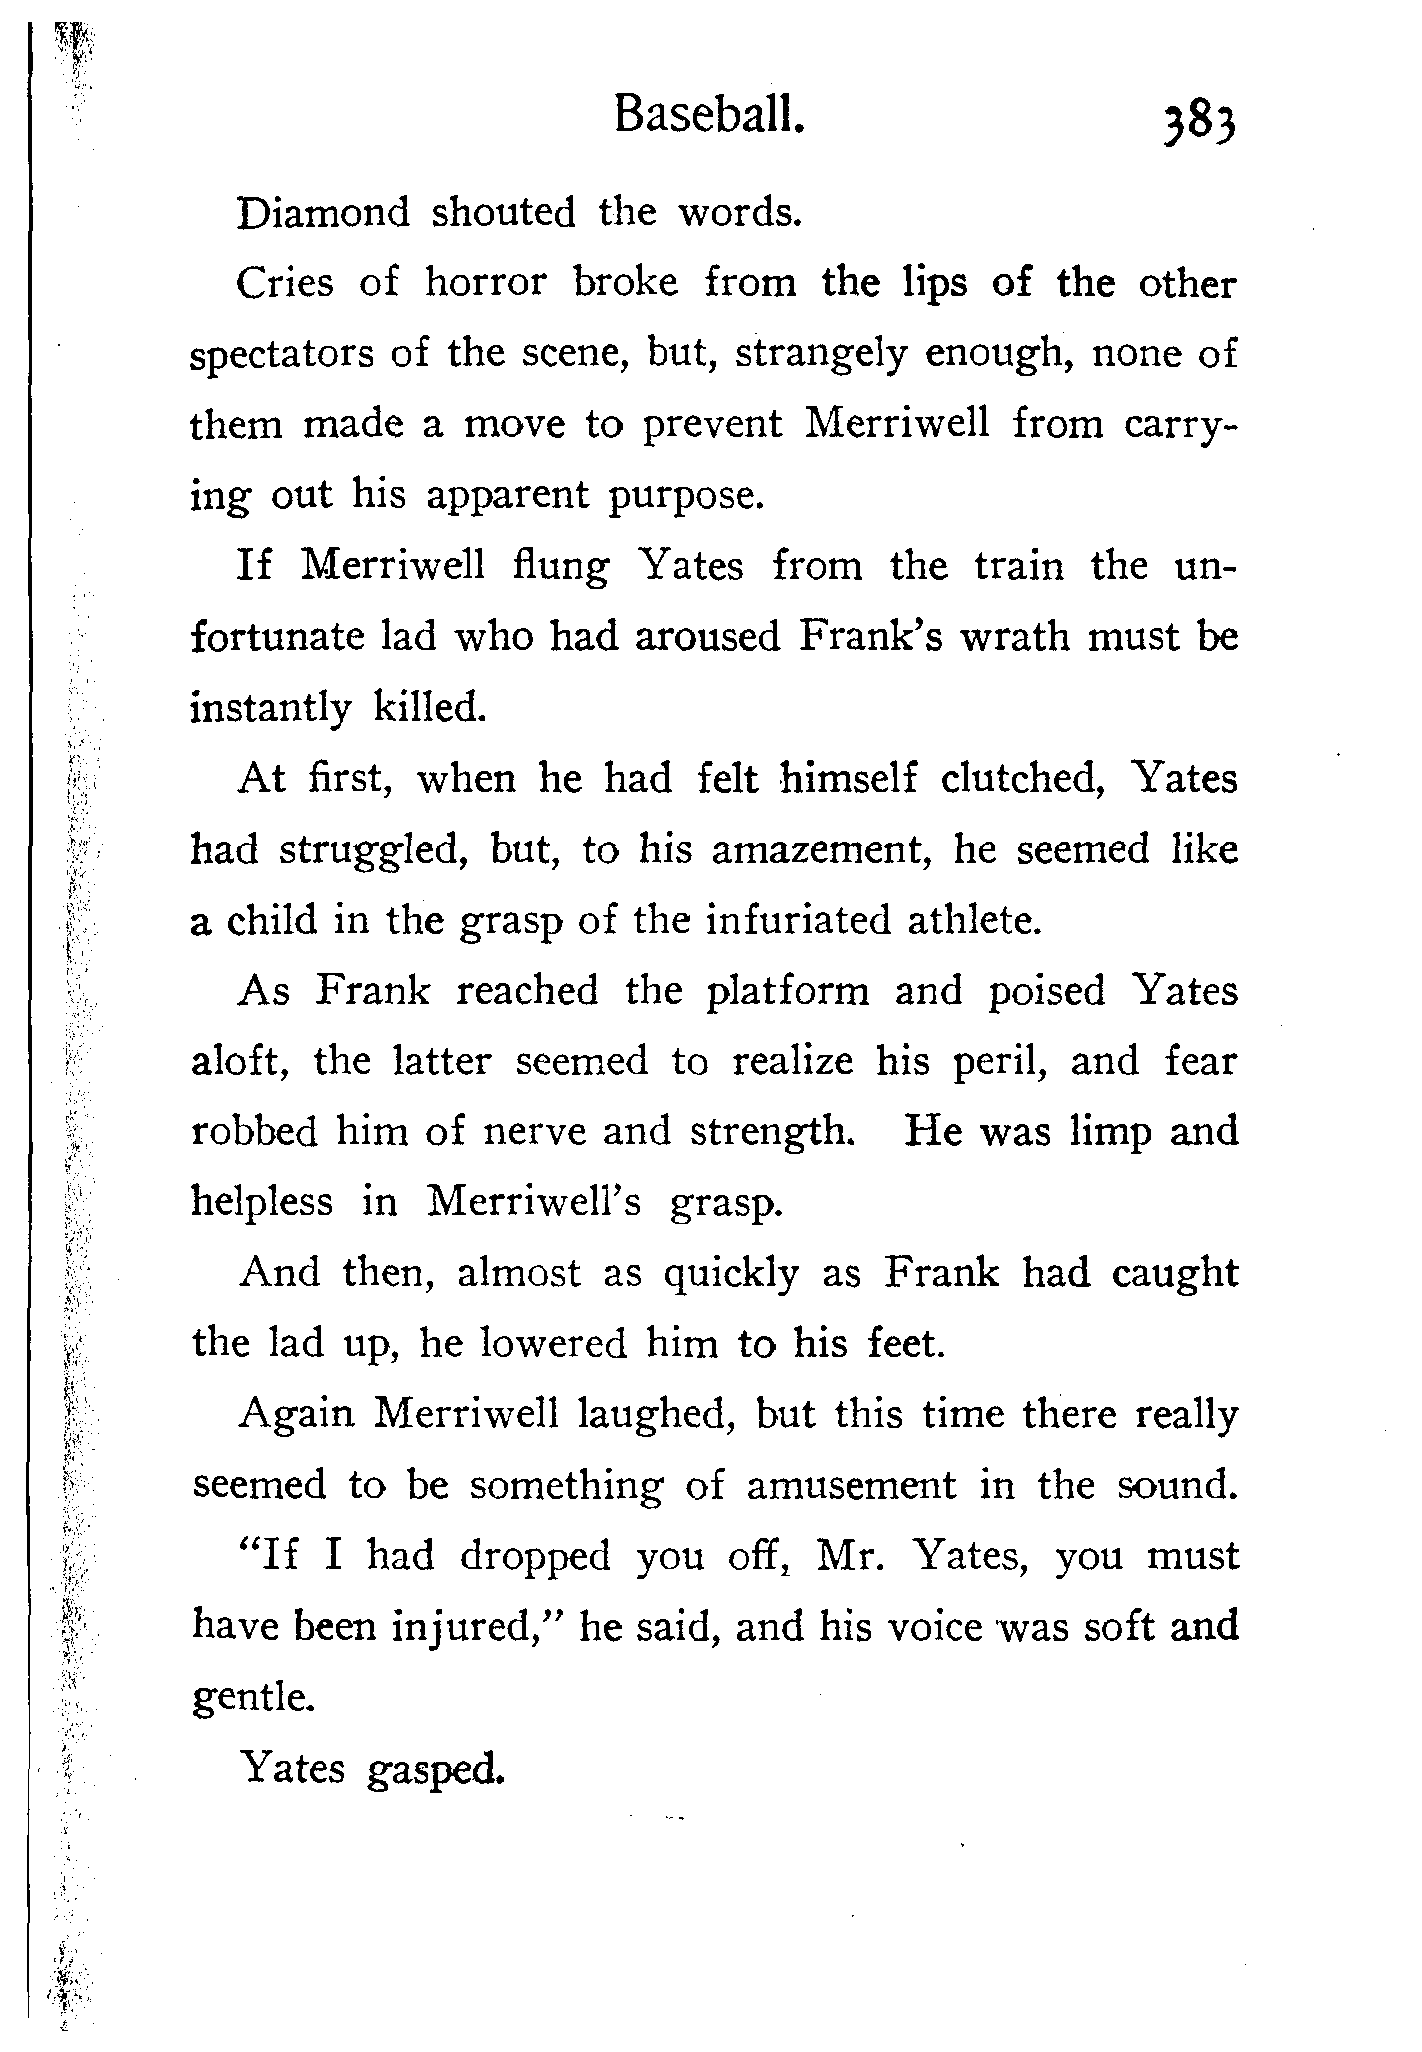 Baseball. 383
Diamond shouted the words.
Cries of horror broke from the lips of the other
spectators of the scene, but, strangely enough, none of
them made a move to prevent Merriwell from carry-
ing out his apparent purpose.
If Merriwell flung Yates from the train the un-
fortunate lad who had aroused Frank's wrath must be
instantly killed.
At first, when he had felt himself clutched, Yates
had struggled, but, to his amazement, he seemed like
a child in the grasp of the infuriated athlete.
As Frank reached the platform and poised Yates
aloft, the latter seemed to realize his peril, and fear
robbed him of nerve and strength. He was limp and
helpless in Merriwell's grasp.
And then, almost as quickly as Frank had caught
the lad up, he lowered him to his feet.
Again Merriwell laughed, but this time there really
seemed to be something of amusement in the sound.
“If I had dropped you off, Mr. Yates, you must
have been injured,” he said, and his voice was soft and
gentle.
Yates gasped.